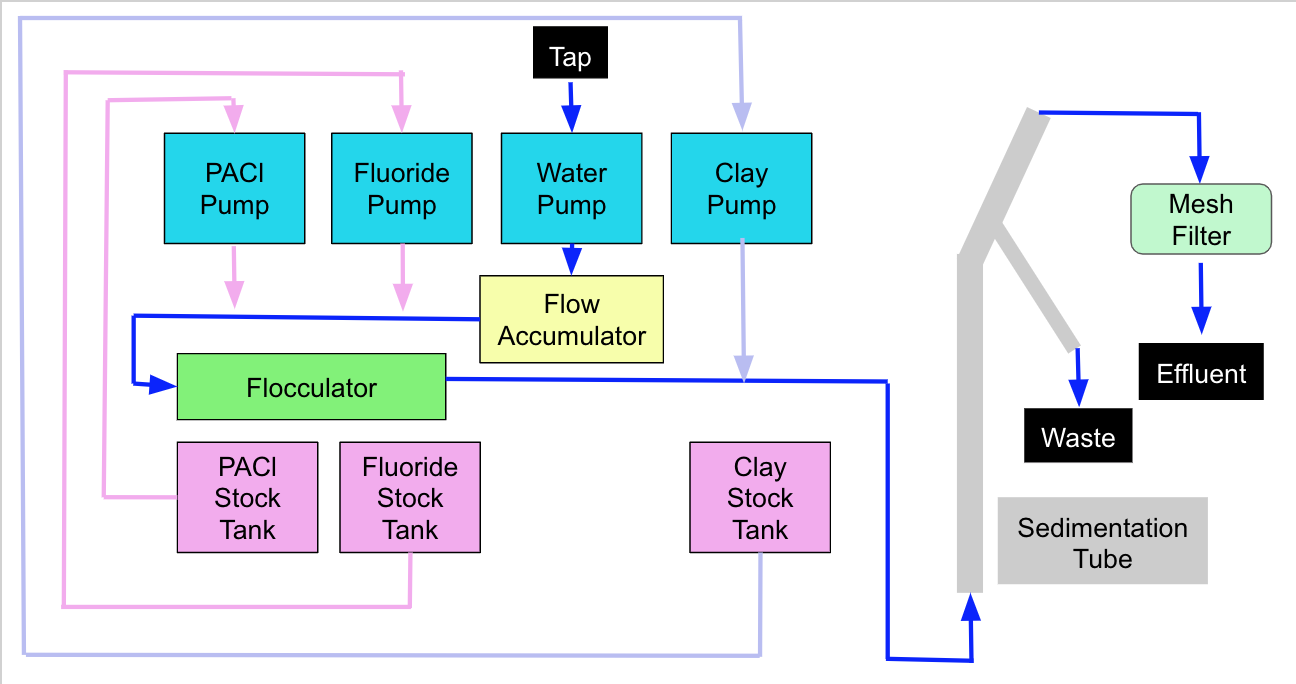 Tap
PACl
Pump
Fluoride
Pump
Water
Pump
Clay
Pump
Mesh
Filter
Flow
Accumulator
Flocculator
Effluent
Waste
PACl
Stock
Tank
Fluoride
Stock
Tank
Clay
Stock
Tank
Sedimentation
Tube